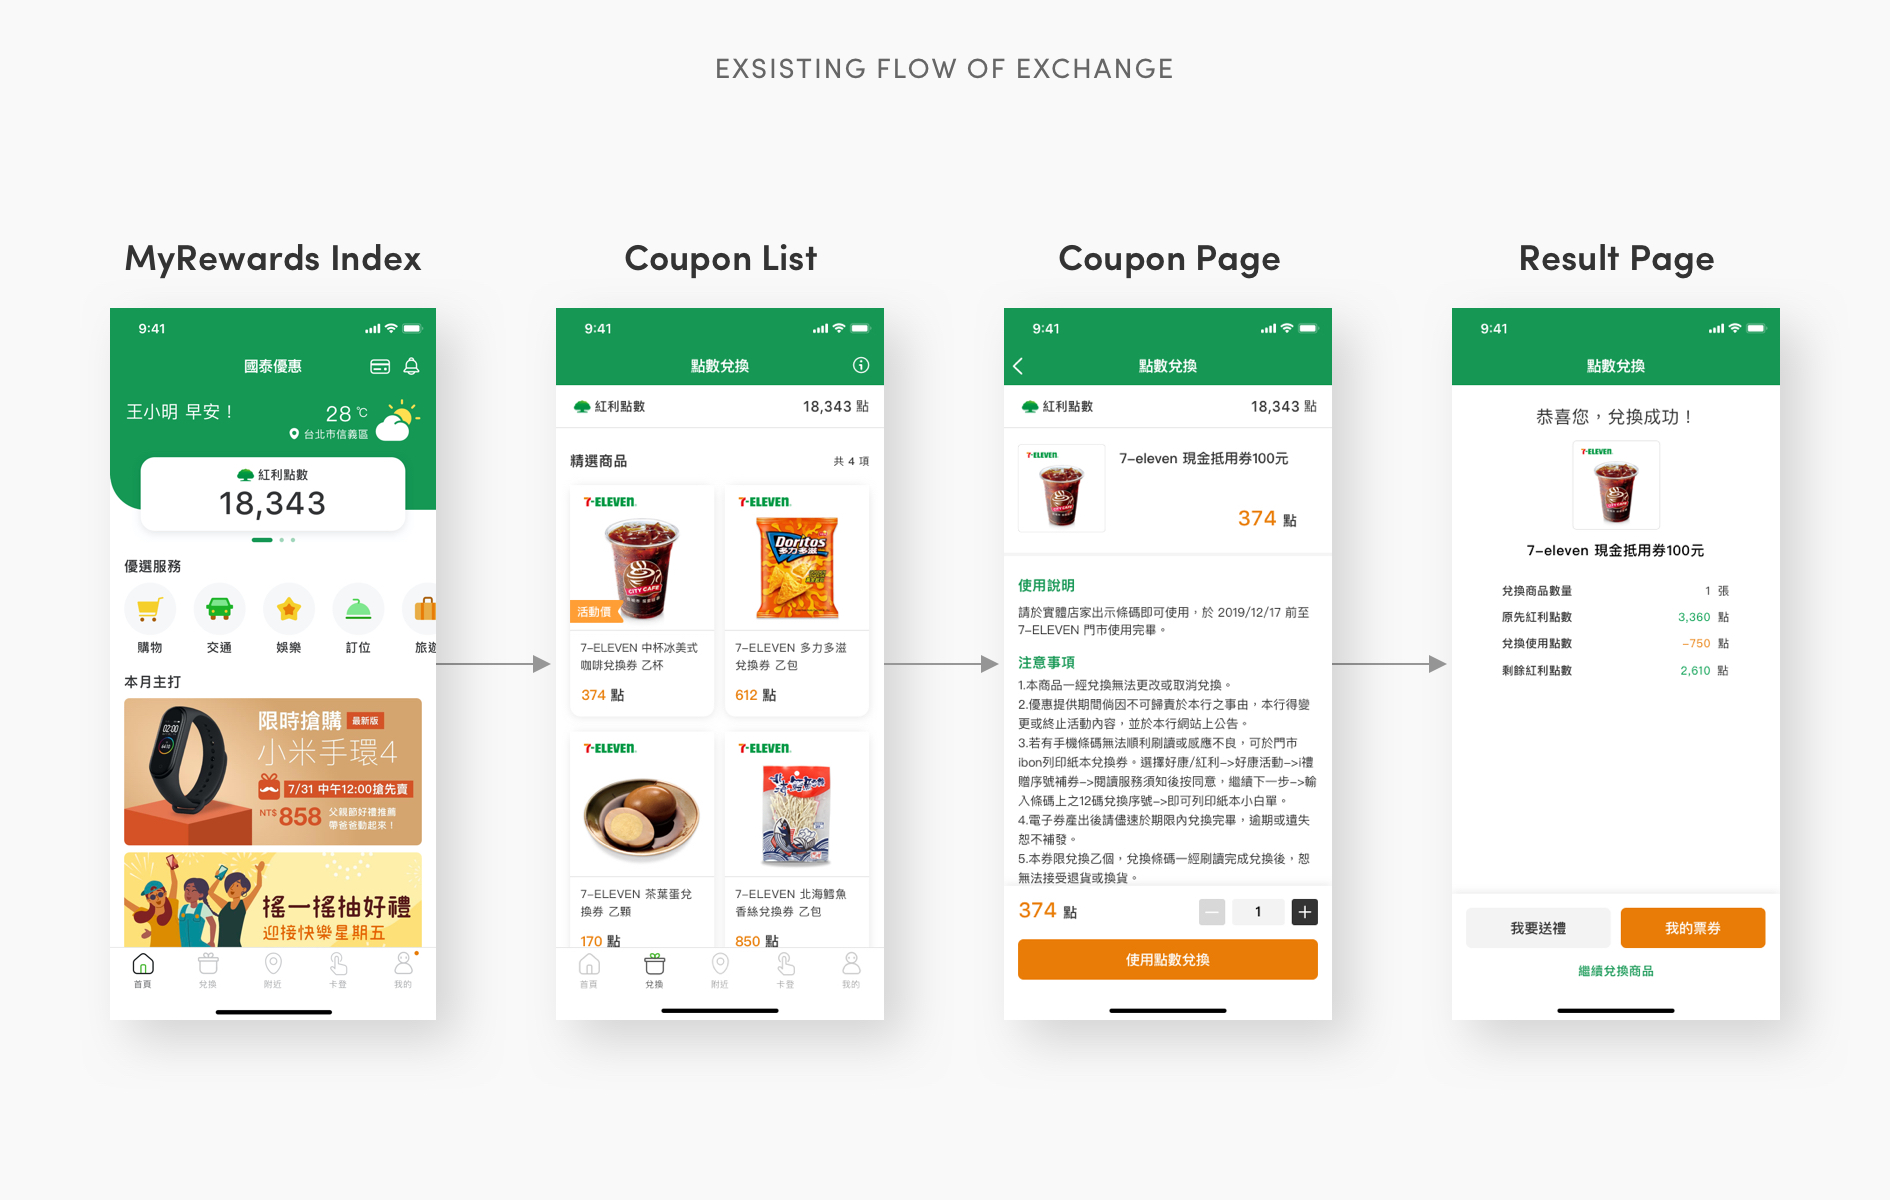 EXSISTING FLOW OF EXCHANGE
MyRewards Index
9:41
國泰優惠
王小明 早安！
28 ℃
台北市信義區
紅利點數
18,343
優選服務
購物
交通
娛樂
訂位
旅遊
本月主打
限時搶購 最新版
小米手環4
7/31 中午12:00搶先賣
NT$ 858 父親節好禮推薦
帶爸爸動起來！
搖一搖抽好禮
迎接快樂星期五
首頁
兌換
附近
卡登
我的
Coupon List
9:41
點數兌換
紅利點數
18,343 點
精選商品
共 4 項
7-ELEVEN
CITY CAFE
活動價
7-ELEVEN 中杯冰美式
咖啡兌換券 乙杯
374 點
7-ELEVEN
Doritos
多力多滋
7-ELEVEN 多力多滋
兌換券 乙包
612 點
7-ELEVEN
7-ELEVEN 茶葉蛋兌
換券 乙顆
170 點
7-ELEVEN
7-ELEVEN 北海鱈魚
香絲兌換券 乙包
850 點
首頁
兌換
附近
卡登
我的
Coupon Page
9:41
點數兌換
紅利點數
18,343 點
7-ELEVEN
CITY CAFE
7-eleven 現金抵用券100元
374 點
使用說明
請於實體店家出示條碼即可使用，於 2019/12/17 前至
7-ELEVEN 門市使用完畢。
注意事項
1.本商品一經兌換無法更改或取消兌換。
2.優惠提供期間倘因不可歸責於本行之事由，本行得變
更或終止活動內容，並於本行網站上公告。
3.若有手機條碼無法順利刷讀或感應不良，可於門市
ibon列印紙本兌換券。選擇好康/紅利->好康活動->i禮
贈序號補券->閱讀服務須知後按同意，繼續下一步->輸
入條碼上之12碼兌換序號->即可列印紙本小白單。
4.電子券產出後請儘速於期限內兌換完畢，逾期或遺失
恕不補發。
5.本券限兌換乙個，兌換條碼一經刷讀完成兌換後，恕
無法接受退貨或換貨。
374 點
1
使用點數兌換
Result Page
9:41
點數兌換
恭喜您，兌換成功！
7-ELEVEN
CITY CAFE
7-eleven 現金抵用券100元
兌換商品數量 1 張
原先紅利點數 3,360 點
兌換使用點數 -750 點
剩餘紅利點數 2,610 點
我要送禮
我的票券
繼續兌換商品